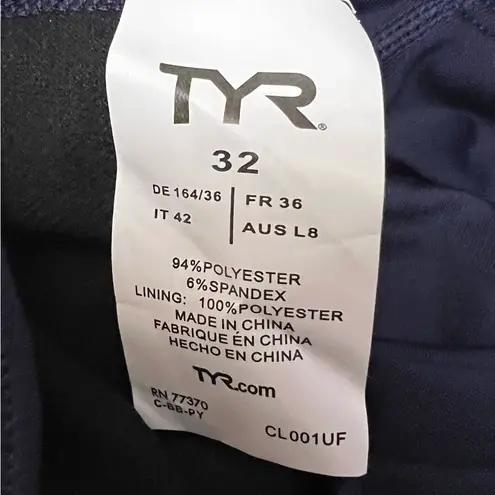 TYR®
32
DE 164/36 FR 36
IT 42 AUS L8
94%POLYESTER
6%SPANDEX
LINING: 100%POLYESTER
MADE IN CHINA
FABRIQUE EN CHINA
HECHO EN CHINA
TYR.com
RN 77370
C-BB-PY
CL001UF